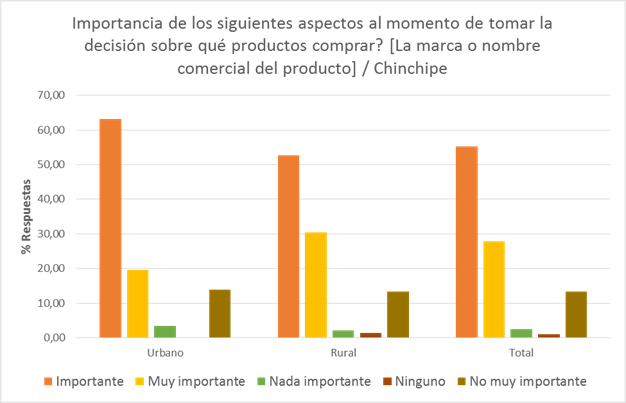 Importancia de los siguientes aspectos al momento de tomar la
decisión sobre qué productos comprar? [La marca o nombre
comercial del producto] / Chinchipe
70,00
60,00
50,00
40,00
30,00
20,00
10,00
0,00
% Respuestas
Urbano Rural Total
Importante Muy importante Nada importante Ninguno No muy importante